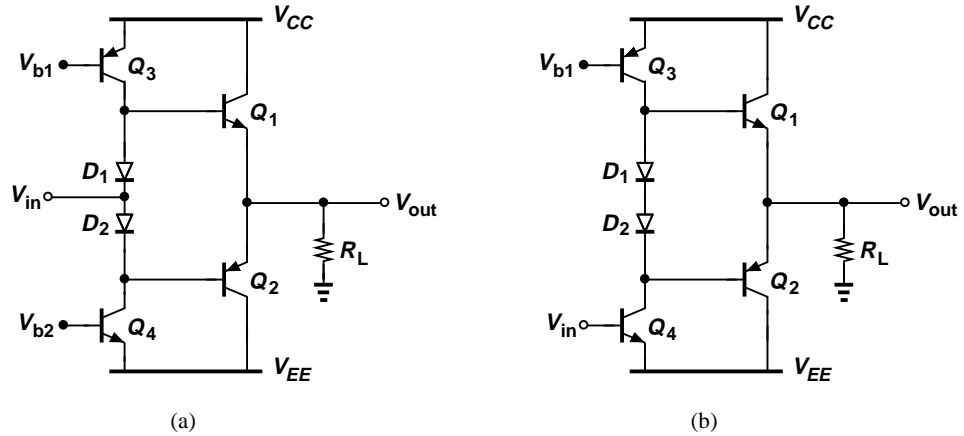 V_CC
V_b1
Q_3
Q_1
D_1
V_in
V_out
D_2
R_L
Q_2
V_b2
Q_4
V_EE
(a)
V_CC
V_b1
Q_3
Q_1
D_1
D_2
V_out
R_L
Q_2
V_in
Q_4
V_EE
(b)